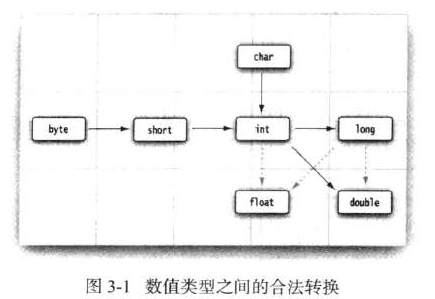 char
byte
short
int
long
float
double
图 3-1 数值类型之间的合法转换